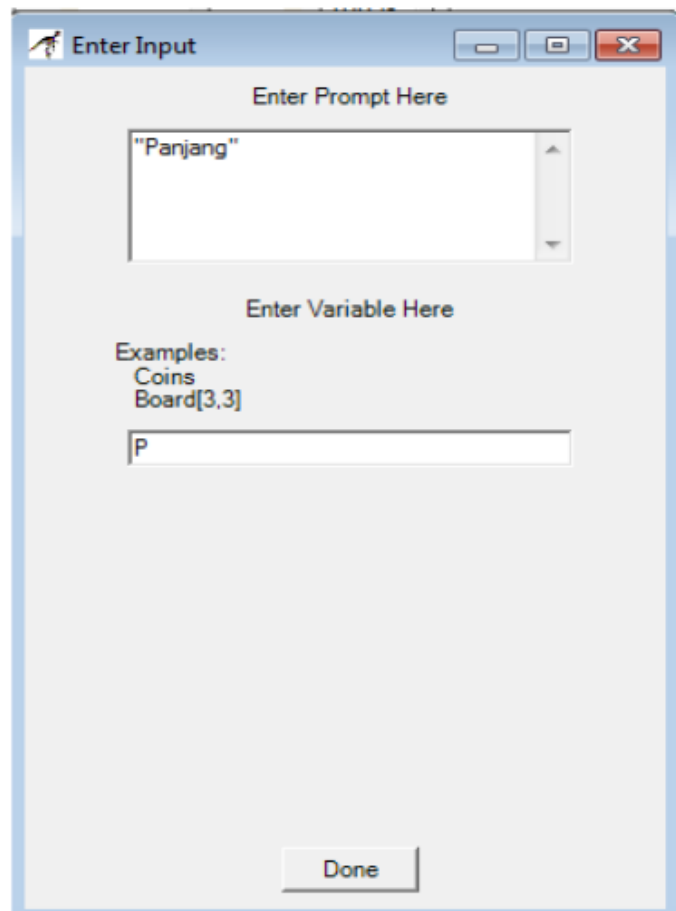 Enter Input
Enter Prompt Here
"Panjang"
Enter Variable Here
Examples:
Coins
Board[3,3]
P
Done